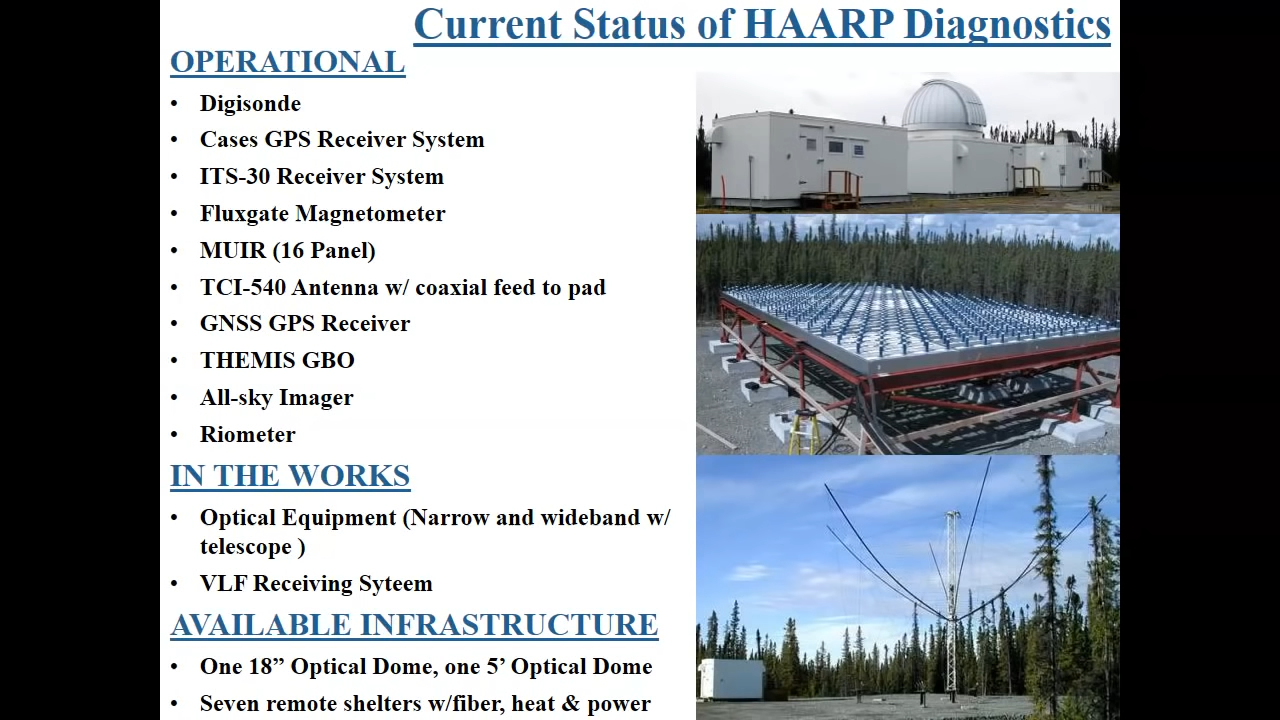 Current Status of HAARP Diagnostics
OPERATIONAL
• Digisonde
• Cases GPS Receiver System
• ITS-30 Receiver System
• Fluxgate Magnetometer
• MUIR (16 Panel)
• TCI-540 Antenna w/ coaxial feed to pad
• GNSS GPS Receiver
• THEMIS GBO
• All-sky Imager
• Riometer
IN THE WORKS
• Optical Equipment (Narrow and wideband w/
telescope )
• VLF Receiving Syteem
AVAILABLE INFRASTRUCTURE
• One 18” Optical Dome, one 5’ Optical Dome
• Seven remote shelters w/fiber, heat & power